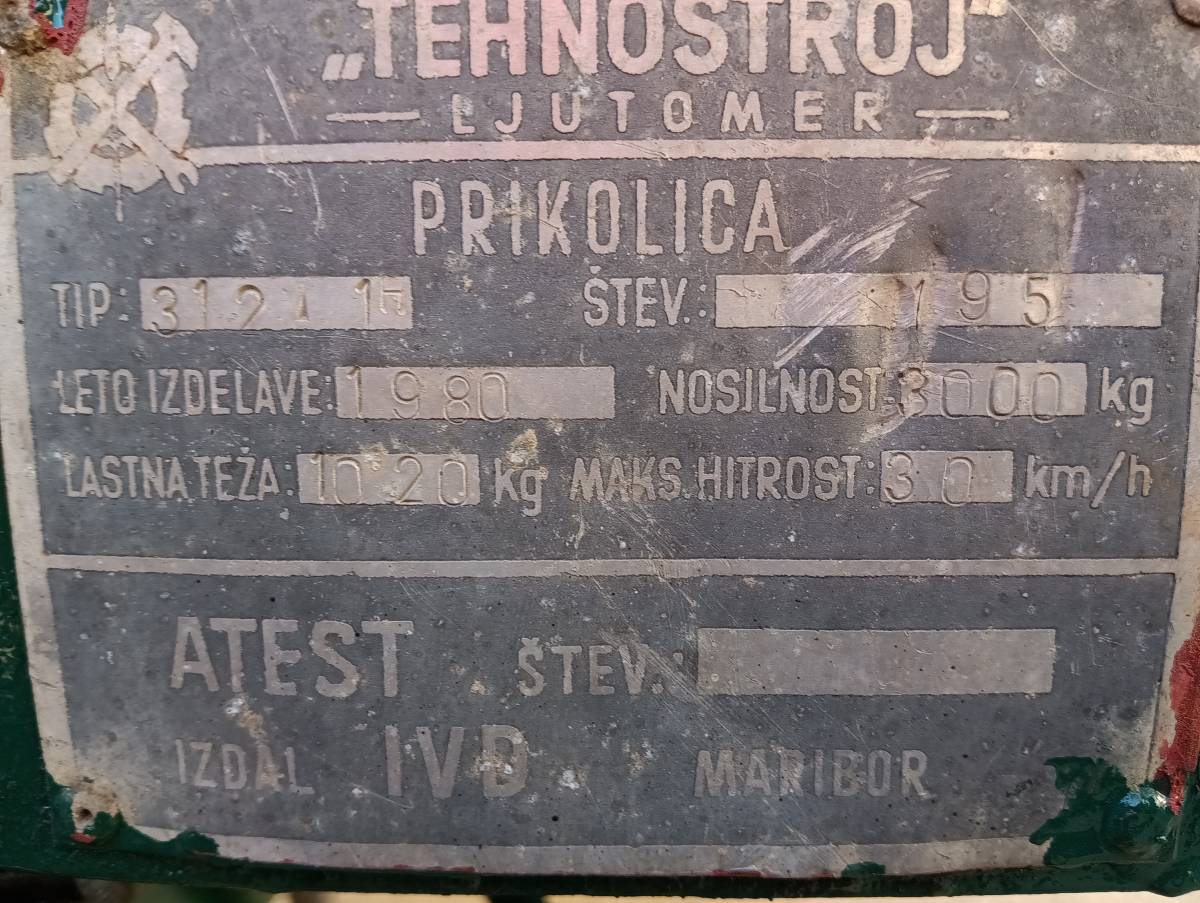 „TEHNOSTROJ"
LJUTOMER
PRIKOLICA
TIP: ŠTEV.: 195
LETO IZDELAVE: 1980 NOSILNOST 3000 kg
LASTNA TEŽA: 1020 Kg MAKS. HITROST: 30 km/h
ATEST ŠTEV.:
IZDAL IVD MARIBOR